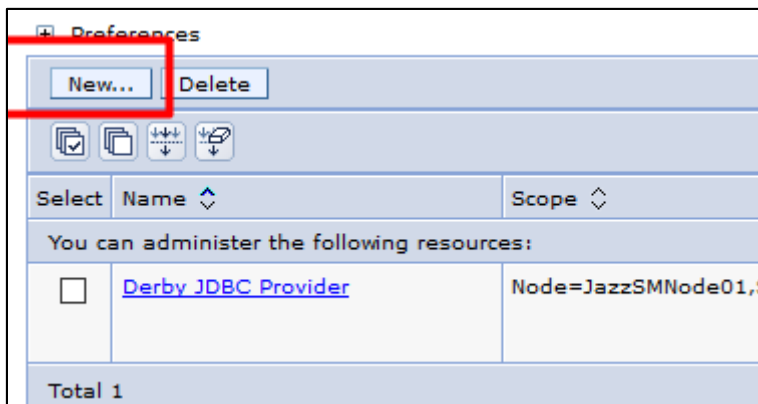 Preferences
New... Delete
Select Name Scope
You can administer the following resources:
Derby JDBC Provider Node=JazzSMNode01,
Total 1